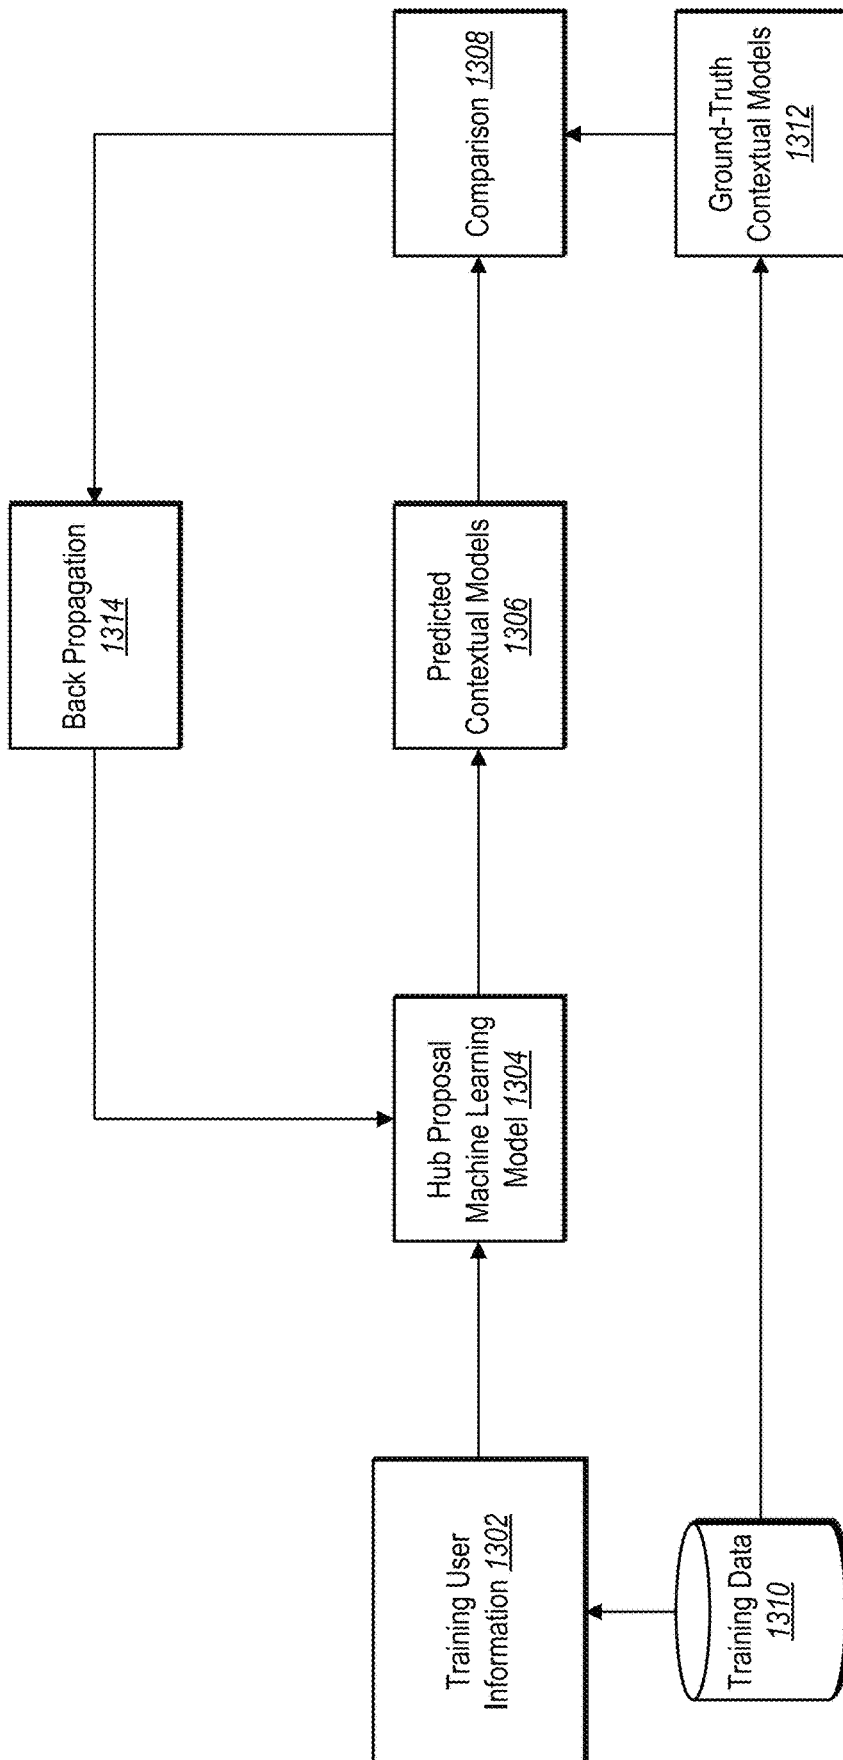 Back Propagation
1314
Training User
Information 1302
Hub Proposal
Machine Learning
Model 1304
Predicted
Contextual Models
1306
Comparison 1308
Training Data
1310
Ground-Truth
Contextual Models
1312